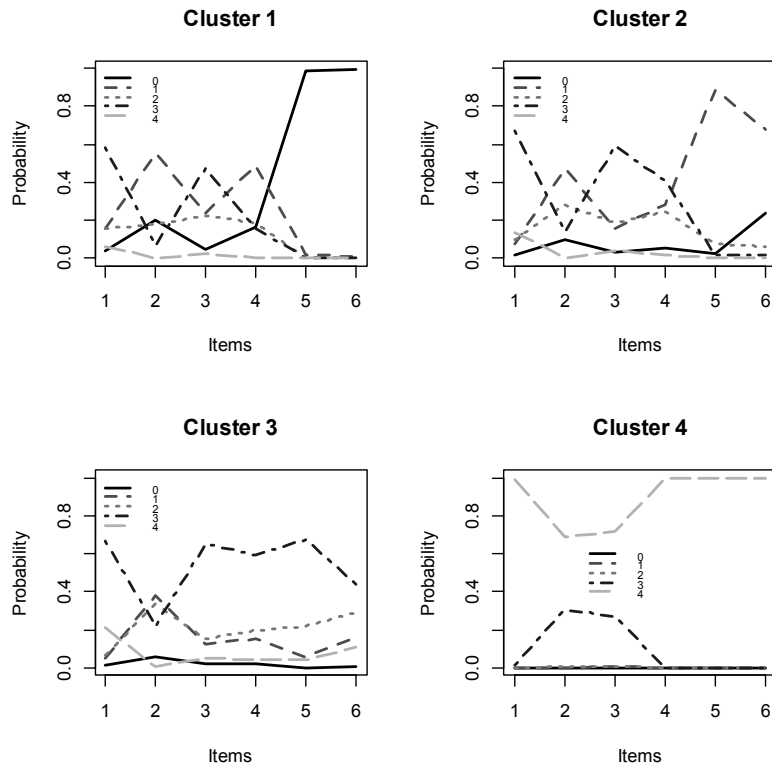 Cluster 1
0
1
2
3
4
Probability
0.0 0.4 0.8
1 2 3 4 5 6
Items
Cluster 2
0
1
2
3
4
Probability
0.0 0.4 0.8
1 2 3 4 5 6
Items
Cluster 3
0
1
2
3
4
Probability
0.0 0.4 0.8
1 2 3 4 5 6
Items
Cluster 4
0
1
2
3
4
Probability
0.0 0.4 0.8
1 2 3 4 5 6
Items